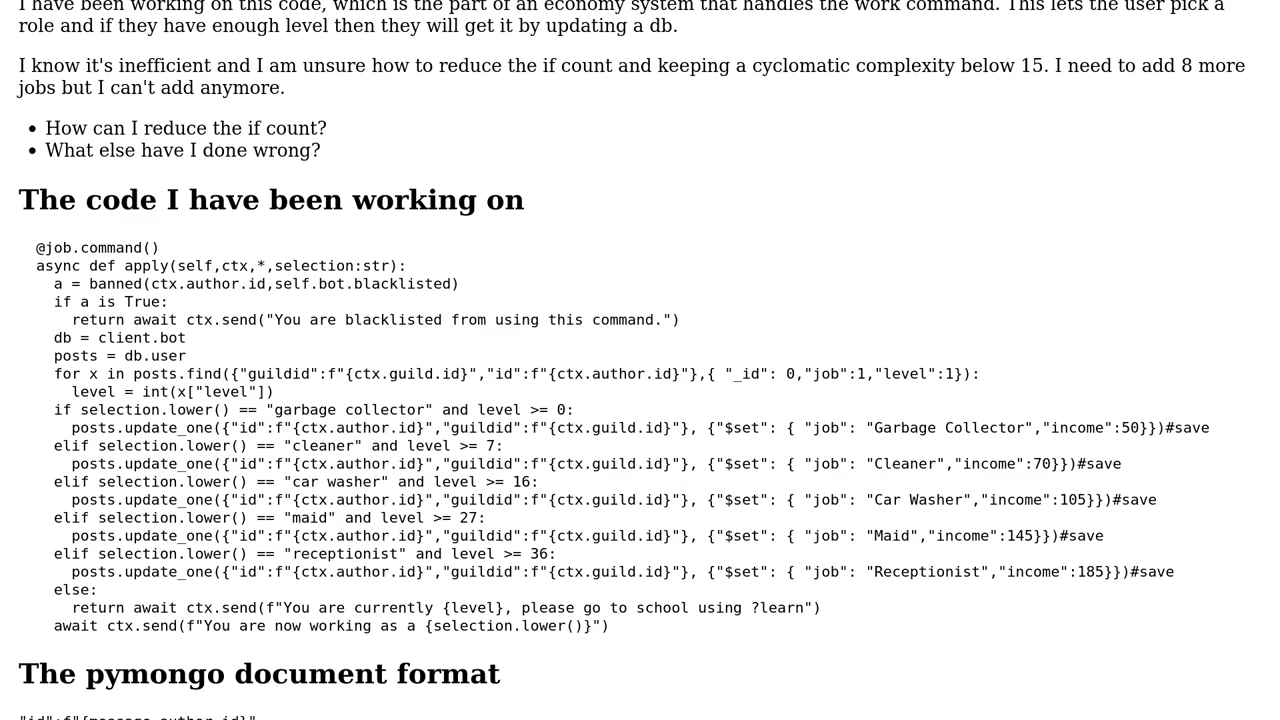 I have been working on this code, which is the part of an economy system that handles the work command. This lets the user pick a
role and if they have enough level then they will get it by updating a db.
I know it's inefficient and I am unsure how to reduce the if count and keeping a cyclomatic complexity below 15. I need to add 8 more
jobs but I can't add anymore.
• How can I reduce the if count?
• What else have I done wrong?
The code I have been working on
@job.command()
async def apply(self,ctx,*,selection:str):
a = banned(ctx.author.id,self.bot.blacklisted)
if a is True:
return await ctx.send("You are blacklisted from using this command.")
db = client.bot
posts = db.user
for x in posts.find({"guildid":f"{ctx.guild.id}","id":f"{ctx.author.id}"},{ "_id": 0,"job":1,"level":1}):
level = int(x["level"])
if selection.lower() == "garbage collector" and level >= 0:
posts.update_one({"id":f"{ctx.author.id}","guildid":f"{ctx.guild.id}"}, {"$set": { "job": "Garbage Collector","income":50}})#save
elif selection.lower() == "cleaner" and level >= 7:
posts.update_one({"id":f"{ctx.author.id}","guildid":f"{ctx.guild.id}"}, {"$set": { "job": "Cleaner","income":70}})#save
elif selection.lower() == "car washer" and level >= 16:
posts.update_one({"id":f"{ctx.author.id}","guildid":f"{ctx.guild.id}"}, {"$set": { "job": "Car Washer","income":105}})#save
elif selection.lower() == "maid" and level >= 27:
posts.update_one({"id":f"{ctx.author.id}","guildid":f"{ctx.guild.id}"}, {"$set": { "job": "Maid","income":145}})#save
elif selection.lower() == "receptionist" and level >= 36:
posts.update_one({"id":f"{ctx.author.id}","guildid":f"{ctx.guild.id}"}, {"$set": { "job": "Receptionist","income":185}})#save
else:
return await ctx.send(f"You are currently {level}, please go to school using ?learn")
await ctx.send(f"You are now working as a {selection.lower()}")
The pymongo document format
"id":f"{message.author.id}"